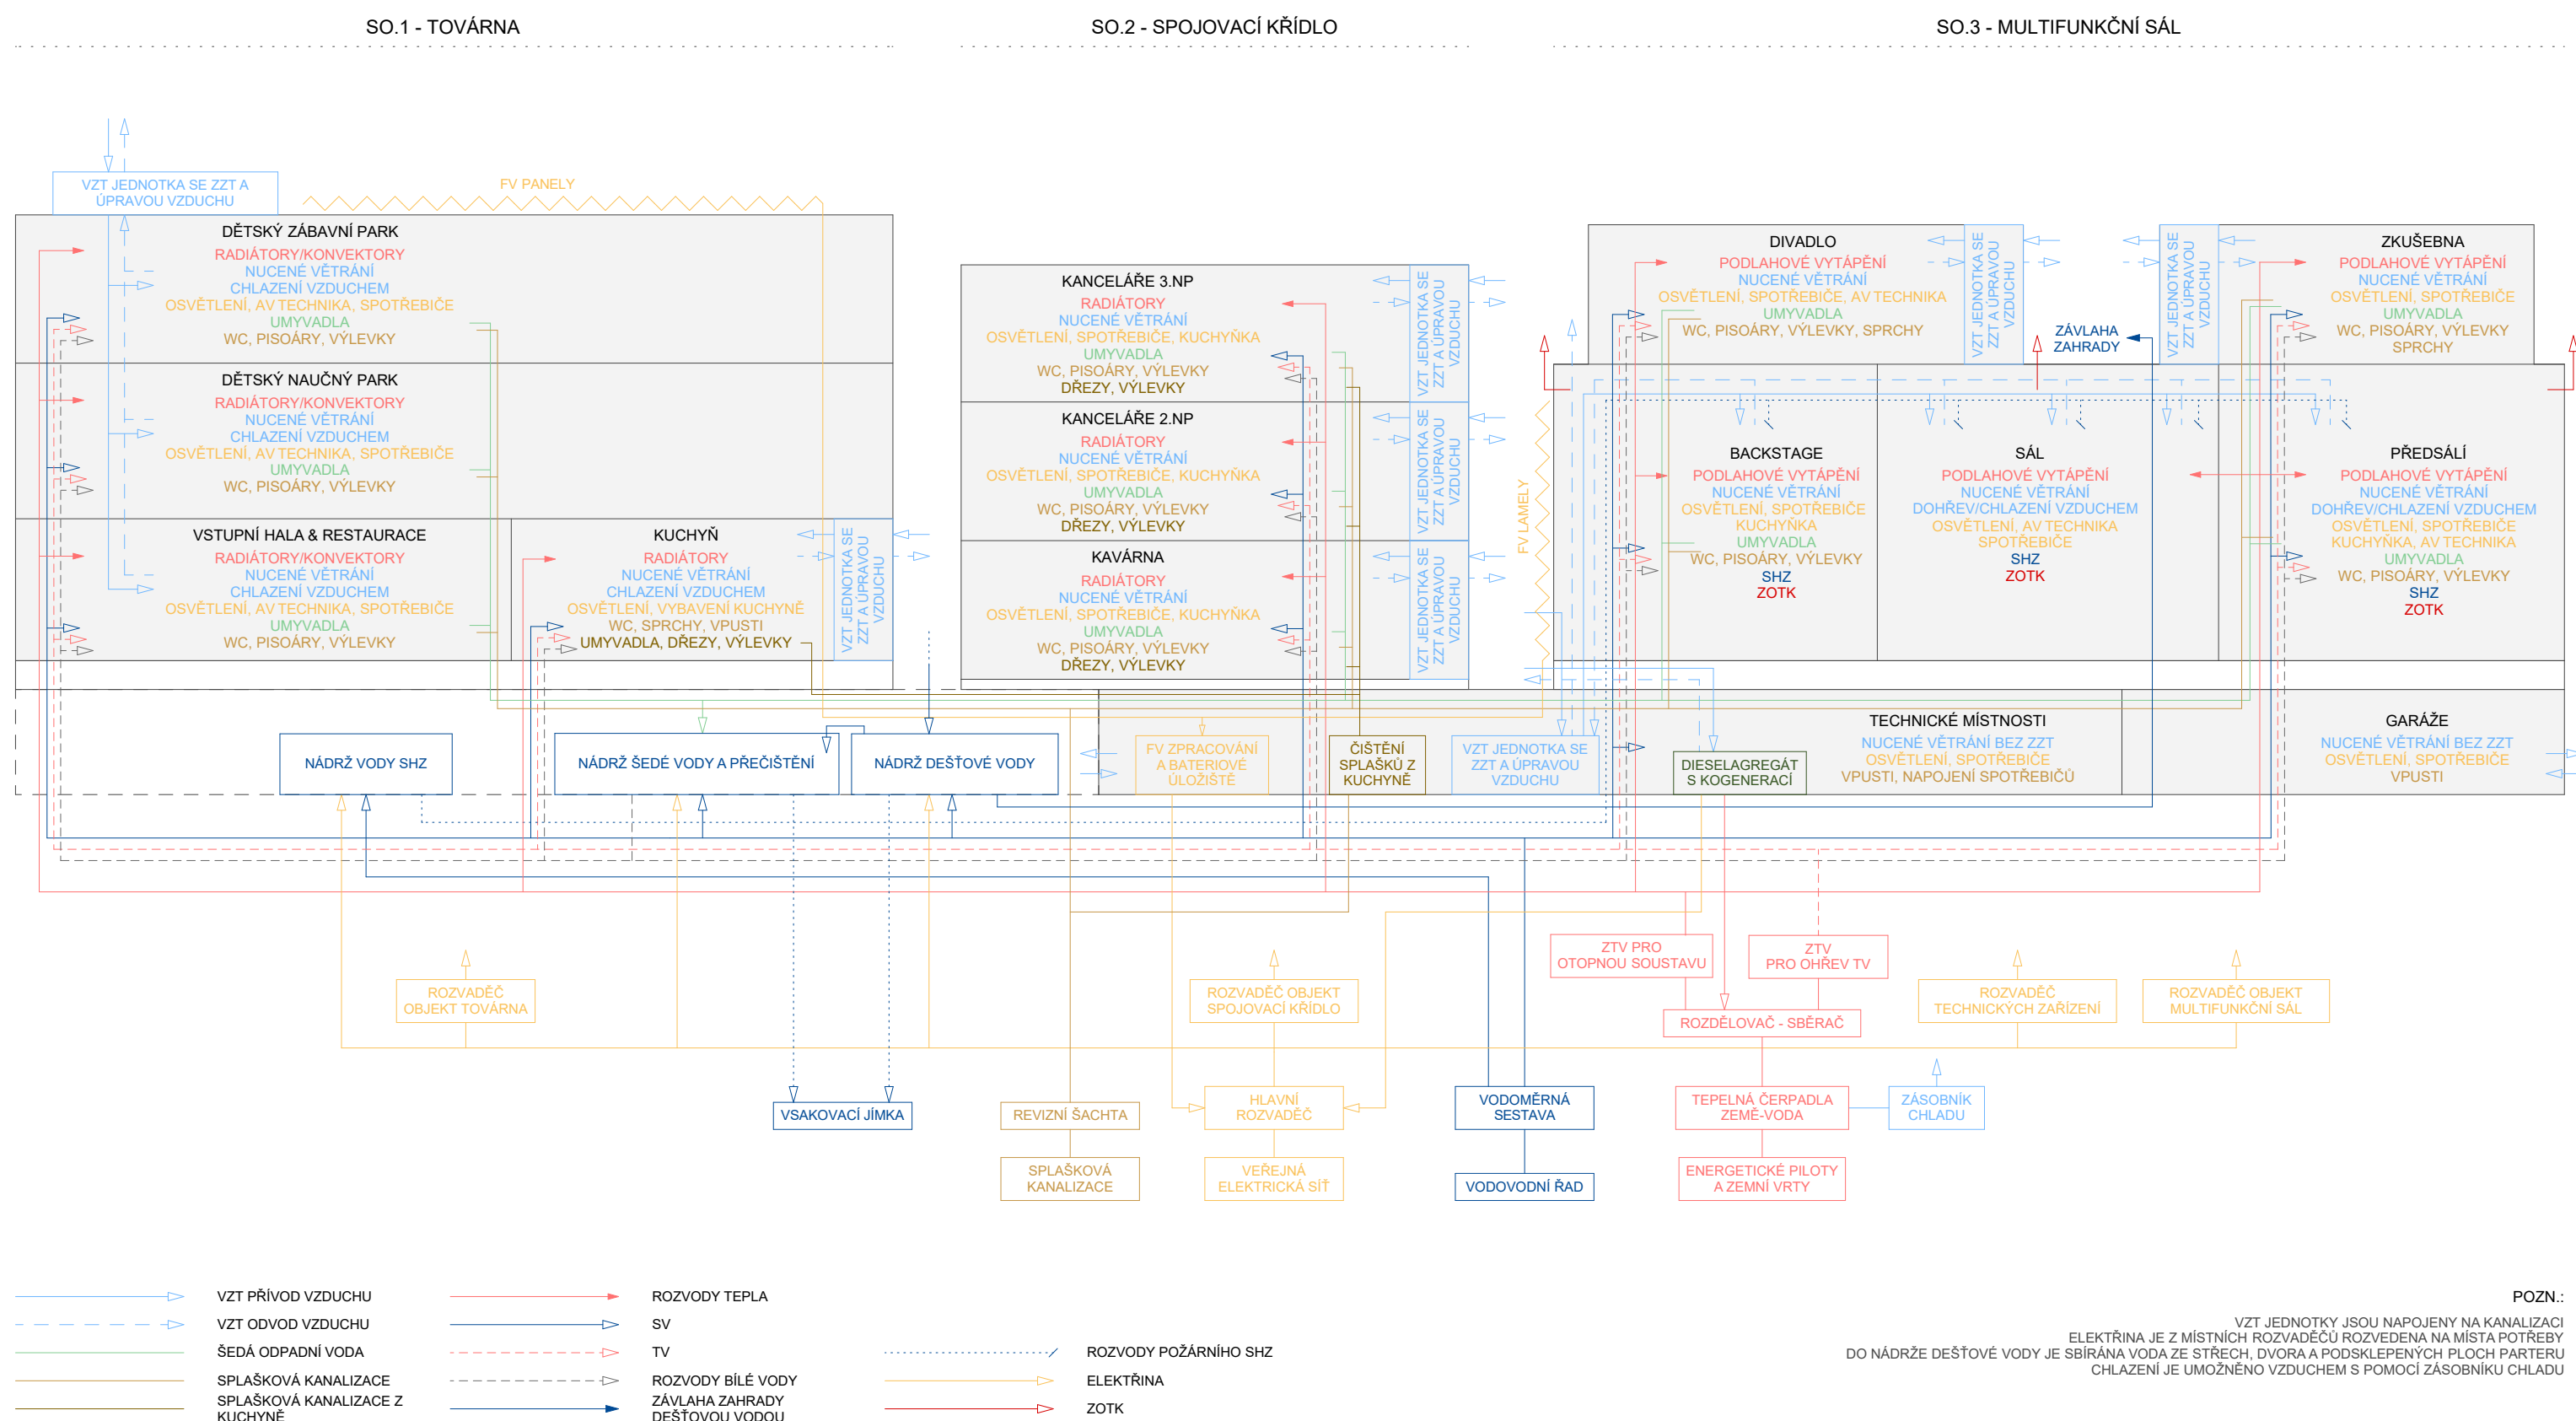 SO.1 - TOVÁRNA
SO.2 - SPOJOVACÍ KŘÍDLO
SO.3 - MULTIFUNKČNÍ SÁL
VZT JEDNOTKA SE ZZT A
ÚPRAVOU VZDUCHU
FV PANELY
DĚTSKÝ ZÁBAVNÍ PARK
RADIÁTORY/KONVEKTORY
NUCENÉ VĚTRÁNÍ
CHLAZENÍ VZDUCHEM
OSVĚTLENÍ, AV TECHNIKA, SPOTŘEBIČE
UMYVADLA
WC, PISOÁRY, VÝLEVKY
DĚTSKÝ NAUČNÝ PARK
RADIÁTORY/KONVEKTORY
NUCENÉ VĚTRÁNÍ
CHLAZENÍ VZDUCHEM
OSVĚTLENÍ, AV TECHNIKA, SPOTŘEBIČE
UMYVADLA
WC, PISOÁRY, VÝLEVKY
VSTUPNÍ HALA & RESTAURACE
RADIÁTORY/KONVEKTORY
NUCENÉ VĚTRÁNÍ
CHLAZENÍ VZDUCHEM
OSVĚTLENÍ, AV TECHNIKA, SPOTŘEBIČE
UMYVADLA
WC, PISOÁRY, VÝLEVKY
KUCHYŇ
RADIÁTORY
NUCENÉ VĚTRÁNÍ
CHLAZENÍ VZDUCHEM
OSVĚTLENÍ, VYBAVENÍ KUCHYNĚ
WC, SPRCHY, VPUSTI
UMYVADLA, DŘEZY, VÝLEVKY
VZT JEDNOTKA SE
ZZT A ÚPRAVOU
VZDUCHU
KANCELÁŘE 3.NP
RADIÁTORY
NUCENÉ VĚTRÁNÍ
OSVĚTLENÍ, SPOTŘEBIČE, KUCHYŇKA
UMYVADLA
WC, PISOÁRY, VÝLEVKY
DŘEZY, VÝLEVKY
VZT JEDNOTKA SE
ZZT A ÚPRAVOU
VZDUCHU
KANCELÁŘE 2.NP
RADIÁTORY
NUCENÉ VĚTRÁNÍ
OSVĚTLENÍ, SPOTŘEBIČE, KUCHYŇKA
UMYVADLA
WC, PISOÁRY, VÝLEVKY
DŘEZY, VÝLEVKY
VZT JEDNOTKA SE
ZZT A ÚPRAVOU
VZDUCHU
KAVÁRNA
RADIÁTORY
NUCENÉ VĚTRÁNÍ
OSVĚTLENÍ, SPOTŘEBIČE, KUCHYŇKA
UMYVADLA
WC, PISOÁRY, VÝLEVKY
DŘEZY, VÝLEVKY
VZT JEDNOTKA SE
ZZT A ÚPRAVOU
VZDUCHU
FV LAMELY
DIVADLO
PODLAHOVÉ VYTÁPĚNÍ
NUCENÉ VĚTRÁNÍ
OSVĚTLENÍ, SPOTŘEBIČE, AV TECHNIKA
UMYVADLA
WC, PISOÁRY, VÝLEVKY, SPRCHY
VZT JEDNOTKA SE
ZZT A ÚPRAVOU
VZDUCHU
ZÁVLAHA
ZAHRADY
VZT JEDNOTKA SE
ZZT A ÚPRAVOU
VZDUCHU
ZKUŠEBNA
PODLAHOVÉ VYTÁPĚNÍ
NUCENÉ VĚTRÁNÍ
OSVĚTLENÍ, SPOTŘEBIČE
UMYVADLA
WC, PISOÁRY, VÝLEVKY
SPRCHY
BACKSTAGE
PODLAHOVÉ VYTÁPĚNÍ
NUCENÉ VĚTRÁNÍ
OSVĚTLENÍ, SPOTŘEBIČE
KUCHYŇKA
UMYVADLA
WC, PISOÁRY, VÝLEVKY
SHZ
ZOTK
SÁL
PODLAHOVÉ VYTÁPĚNÍ
NUCENÉ VĚTRÁNÍ
DOHŘEV/CHLAZENÍ VZDUCHEM
OSVĚTLENÍ, AV TECHNIKA
SPOTŘEBIČE
SHZ
ZOTK
PŘEDSÁLÍ
PODLAHOVÉ VYTÁPĚNÍ
NUCENÉ VĚTRÁNÍ
DOHŘEV/CHLAZENÍ VZDUCHEM
OSVĚTLENÍ, SPOTŘEBIČE
KUCHYŇKA, AV TECHNIKA
UMYVADLA
WC, PISOÁRY, VÝLEVKY
SHZ
ZOTK
NÁDRŽ VODY SHZ
NÁDRŽ ŠEDÉ VODY A PŘEČIŠTĚNÍ
NÁDRŽ DEŠŤOVÉ VODY
FV ZPRACOVÁNÍ
A BATERIOVÉ
ÚLOŽIŠTĚ
ČIŠTĚNÍ
SPLAŠKŮ Z
KUCHYNĚ
VZT JEDNOTKA SE
ZZT A ÚPRAVOU
VZDUCHU
DIESELAGREGÁT
S KOGENERACÍ
TECHNICKÉ MÍSTNOSTI
NUCENÉ VĚTRÁNÍ BEZ ZZT
OSVĚTLENÍ, SPOTŘEBIČE
VPUSTI, NAPOJENÍ SPOTŘEBIČŮ
GARÁŽE
NUCENÉ VĚTRÁNÍ BEZ ZZT
OSVĚTLENÍ, SPOTŘEBIČE
VPUSTI
ZTV PRO
OTOPNOU SOUSTAVU
ZTV
PRO OHŘEV TV
ROZVADĚČ
OBJEKT TOVÁRNA
ROZVADĚČ OBJEKT
SPOJOVACÍ KŘÍDLO
ROZDĚLOVAČ - SBĚRAČ
ROZVADĚČ
TECHNICKÝCH ZAŘÍZENÍ
ROZVADĚČ OBJEKT
MULTIFUNKČNÍ SÁL
VSAKOVACÍ JÍMKA
REVIZNÍ ŠACHTA
HLAVNÍ
ROZVADĚČ
VODOMĚRNÁ
SESTAVA
TEPELNÁ ČERPADLA
ZEMĚ-VODA
ZÁSOBNÍK
CHLADU
SPLAŠKOVÁ
KANALIZACE
VEŘEJNÁ
ELEKTRICKÁ SÍŤ
VODOVODNÍ ŘAD
ENERGETICKÉ PILOTY
A ZEMNÍ VRTY
VZT PŘÍVOD VZDUCHU
VZT ODVOD VZDUCHU
ŠEDÁ ODPADNÍ VODA
SPLAŠKOVÁ KANALIZACE
SPLAŠKOVÁ KANALIZACE Z
KUCHYNĚ
ROZVODY TEPLA
SV
TV
ROZVODY BÍLÉ VODY
ZÁVLAHA ZAHRADY
DEŠŤOVOU VODOU
ROZVODY POŽÁRNÍHO SHZ
ELEKTŘINA
ZOTK
POZN.:
VZT JEDNOTKY JSOU NAPOJENY NA KANALIZACI
ELEKTŘINA JE Z MÍSTNÍCH ROZVADĚČŮ ROZVEDENA NA MÍSTA POTŘEBY
DO NÁDRŽE DEŠŤOVÉ VODY JE SBÍRÁNA VODA ZE STŘECH, DVORA A PODSKLEPENÝCH PLOCH PARTERU
CHLAZENÍ JE UMOŽNĚNO VZDUCHEM S POMOCÍ ZÁSOBNÍKU CHLADU